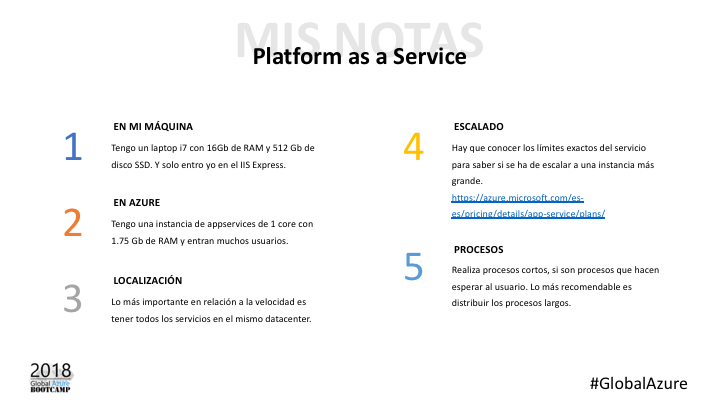 MIS NOTAS
Platform as a Service
1
EN MI MÁQUINA
Tengo un laptop i7 con 16Gb de RAM y 512 Gb de
disco SSD. Y solo entro yo en el IIS Express.
2
EN AZURE
Tengo una instancia de appservices de 1 core con
1.75 Gb de RAM y entran muchos usuarios.
3
LOCALIZACIÓN
Lo más importante en relación a la velocidad es
tener todos los servicios en el mismo datacenter.
4
ESCALADO
Hay que conocer los límites exactos del servicio
para saber si se ha de escalar a una instancia más
grande.
https://azure.microsoft.com/es-
es/pricing/details/app-service/plans/
5
PROCESOS
Realiza procesos cortos, si son procesos que hacen
esperar al usuario. Lo más recomendable es
distribuir los procesos largos.
2018
Global Azure
BOOTCAMP
#GlobalAzure